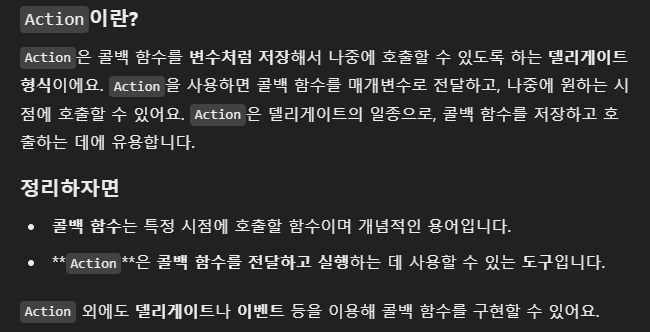 Action이란?
Action은 콜백 함수를 변수처럼 저장해서 나중에 호출할 수 있도록 하는 델리게이트
형식이에요. Action을 사용하면 콜백 함수를 매개변수로 전달하고, 나중에 원하는 시
점에 호출할 수 있어요. Action은 델리게이트의 일종으로, 콜백 함수를 저장하고 호
출하는 데에 유용합니다.
정리하자면
• 콜백 함수는 특정 시점에 호출할 함수이며 개념적인 용어입니다.
• **Action**은 콜백 함수를 전달하고 실행하는 데 사용할 수 있는 도구입니다.
Action 외에도 델리게이트나 이벤트 등을 이용해 콜백 함수를 구현할 수 있어요.